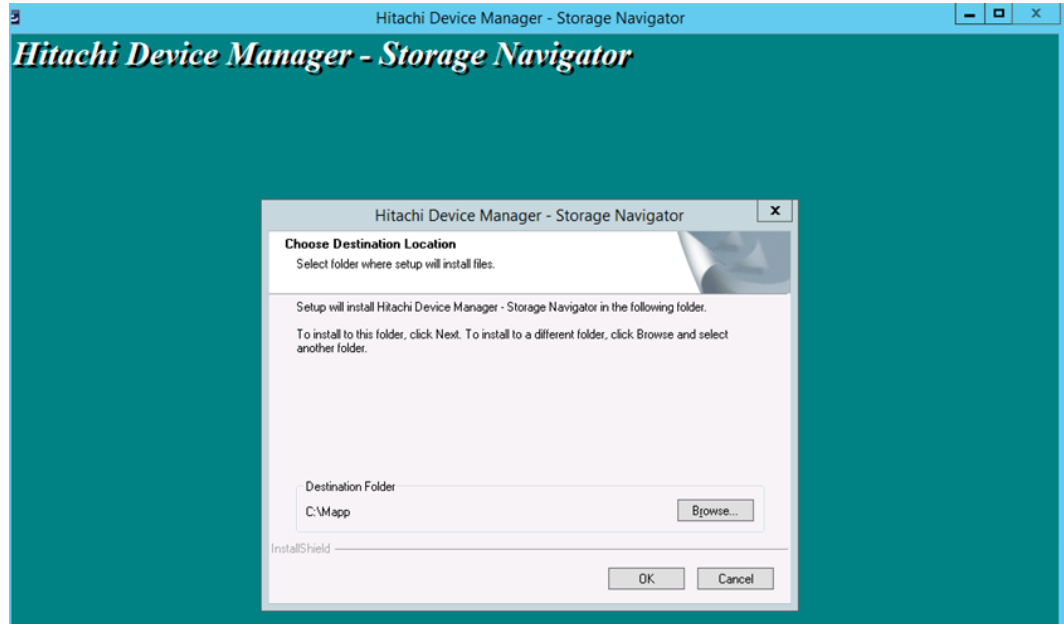 Hitachi Device Manager - Storage Navigator
Hitachi Device Manager - Storage Navigator
Hitachi Device Manager - Storage Navigator
x
Choose Destination Location
Select folder where setup will install files.
Setup will install Hitachi Device Manager - Storage Navigator in the following folder.
To install to this folder, click Next. To install to a different folder, click Browse and select
another folder.
Destination Folder
C:\Mapp
Browse...
InstallShield
OK
Cancel